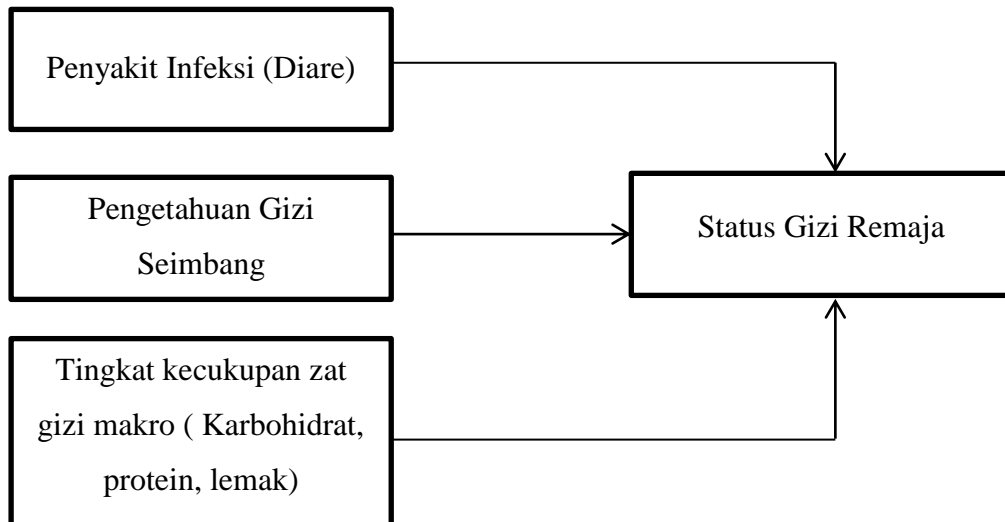 Penyakit Infeksi (Diare)
Pengetahuan Gizi
Seimbang
Status Gizi Remaja
Tingkat kecukupan zat
gizi makro ( Karbohidrat,
protein, lemak)